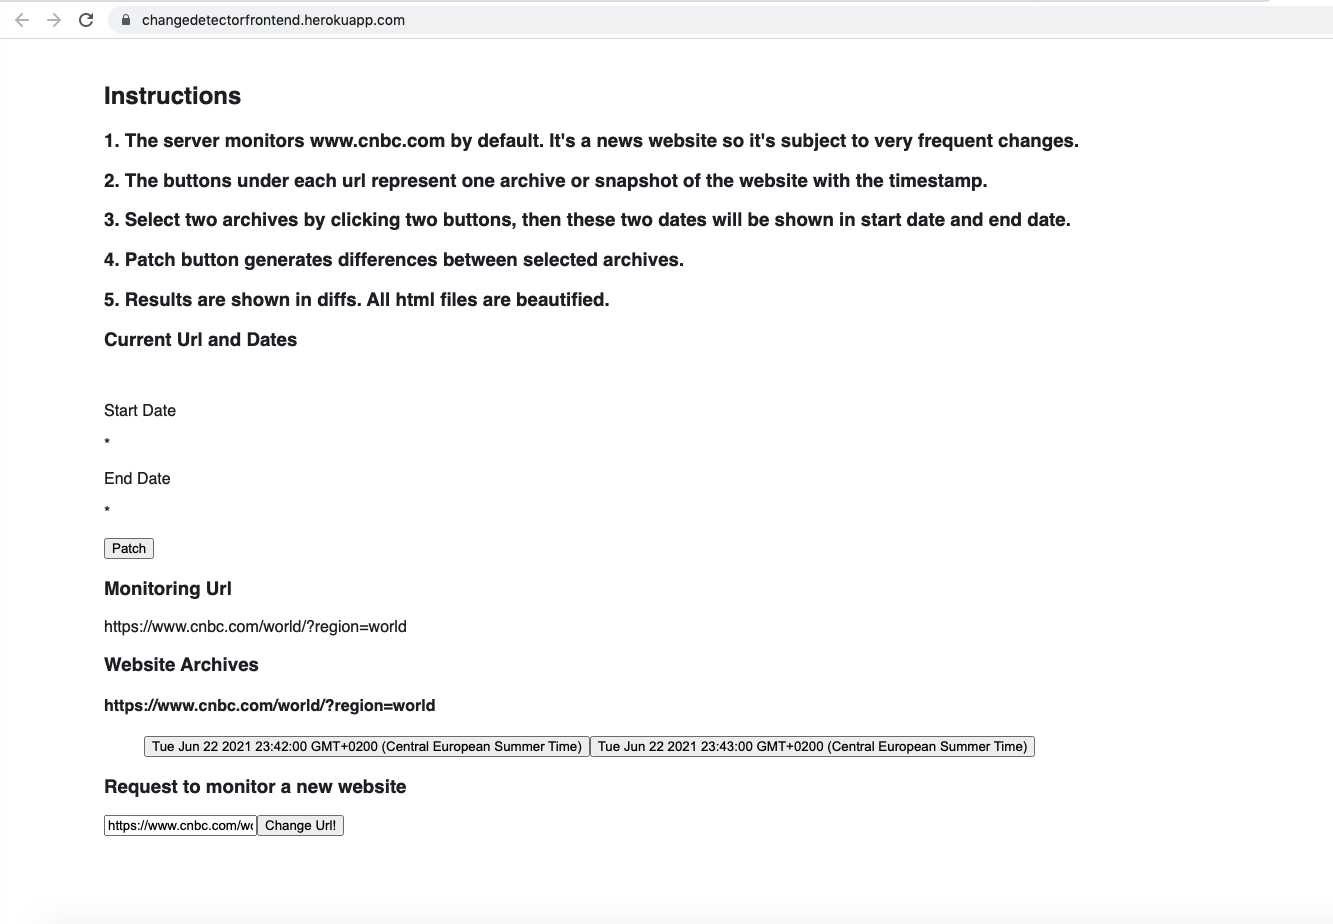 changedetectorfrontend.herokuapp.com
Instructions
1. The server monitors www.cnbc.com by default. It's a news website so it's subject to very frequent changes.
2. The buttons under each url represent one archive or snapshot of the website with the timestamp.
3. Select two archives by clicking two buttons, then these two dates will be shown in start date and end date.
4. Patch button generates differences between selected archives.
5. Results are shown in diffs. All html files are beautified.
Current Url and Dates
Start Date
*
End Date
*
Patch
Monitoring Url
https://www.cnbc.com/world/?region=world
Website Archives
https://www.cnbc.com/world/?region=world
Tue Jun 22 2021 23:42:00 GMT+0200 (Central European Summer Time) Tue Jun 22 2021 23:43:00 GMT+0200 (Central European Summer Time)
Request to monitor a new website
https://www.cnbc.com/wo Change Url!